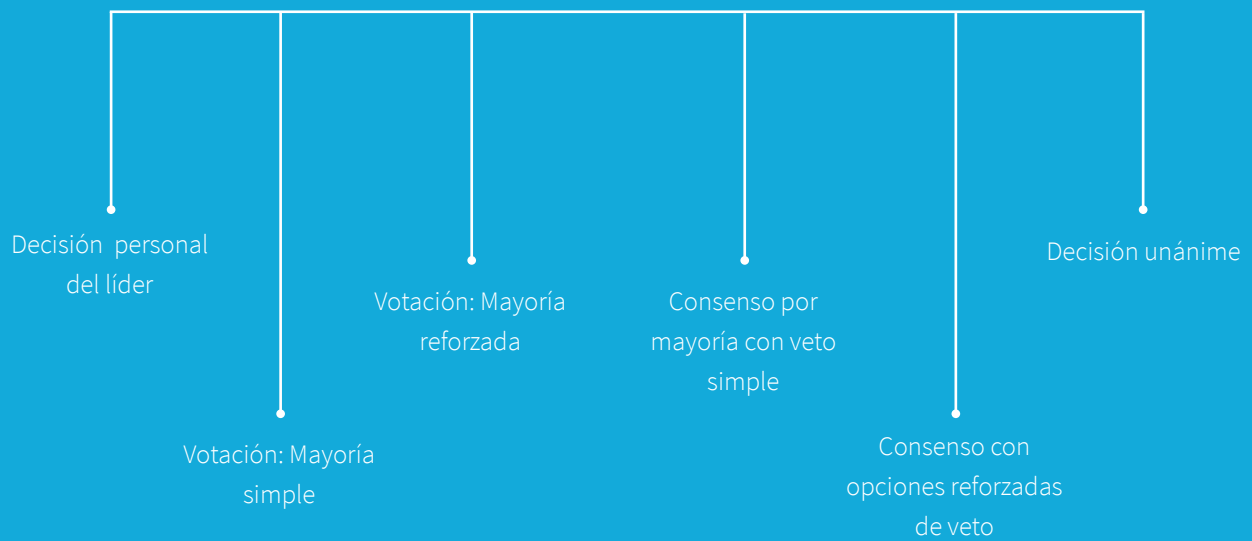 Decisión personal
del líder
Votación: Mayoría
simple
Votación: Mayoría
reforzada
Consenso por
mayoría con veto
simple
Consenso con
opciones reforzadas
de veto
Decisión unánime